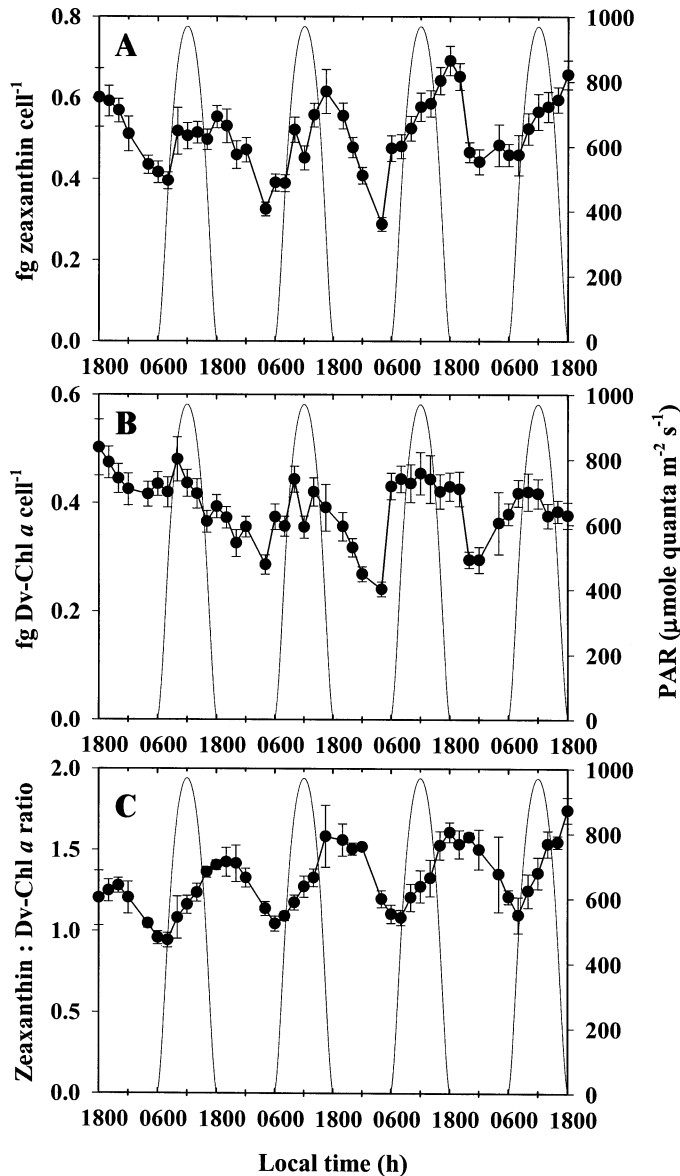 A
fg zeaxanthin cell⁻¹
0.8
0.6
0.4
0.2
0.0
1000
800
600
400
200
0
1800 0600 1800 0600 1800 0600 1800 0600 1800
B
fg Dv-Chl a cell⁻¹
0.6
0.4
0.2
0.0
1000
800
600
400
200
0
PAR (μmole quanta m⁻² s⁻¹)
1800 0600 1800 0600 1800 0600 1800 0600 1800
C
Zeaxanthin : Dv-Chl a ratio
2.0
1.5
1.0
0.5
0.0
1000
800
600
400
200
0
1800 0600 1800 0600 1800 0600 1800 0600 1800
Local time (h)